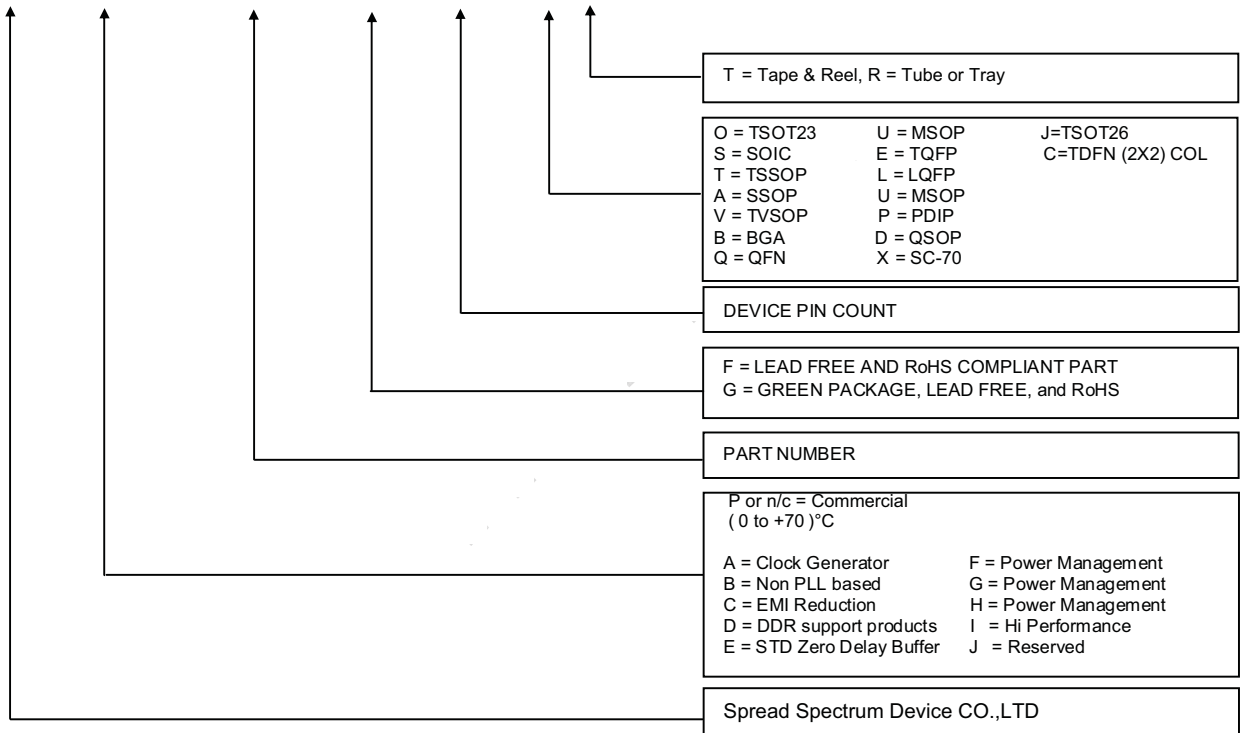 T = Tape & Reel, R = Tube or Tray
O = TSOT23 U = MSOP J=TSOT26
S = SOIC E = TQFP C=TDFN (2X2) COL
T = TSSOP L = LQFP
A = SSOP U = MSOP
V = TVSOP P = PDIP
B = BGA D = QSOP
Q = QFN X = SC-70
DEVICE PIN COUNT
F = LEAD FREE AND RoHS COMPLIANT PART
G = GREEN PACKAGE, LEAD FREE, and RoHS
PART NUMBER
P or n/c = Commercial
( 0 to +70 )°C
A = Clock Generator F = Power Management
B = Non PLL based G = Power Management
C = EMI Reduction H = Power Management
D = DDR support products I = Hi Performance
E = STD Zero Delay Buffer J = Reserved
Spread Spectrum Device CO.,LTD